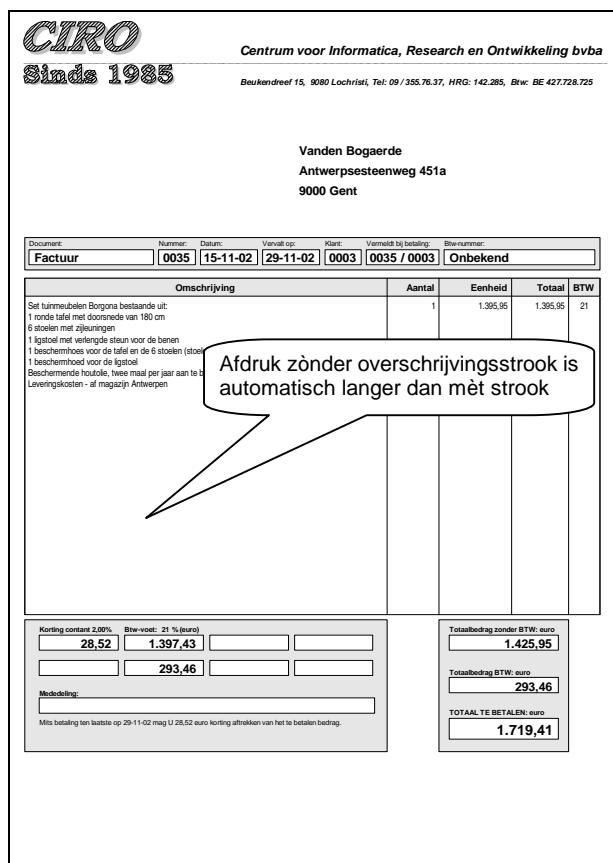 CIRO
Sinds 1985
Centrum voor Informatica, Research en Ontwikkeling bvba
Beukendreef 15, 9080 Lochristi, Tel: 09 / 355.76.37, HRG: 142.285, Btw: BE 427.728.725
Vanden Bogaerde
Antwerpsesteenweg 451a
9000 Gent
Document: Nummer: Datum: Vervalt op: Klant: Vermeldt bij betaling: Btw-nummer:
Factuur 0035 15-11-02 29-11-02 0003 0035 / 0003 Onbekend
Omschrijving Aantal Eenheid Totaal BTW
Set tuinmeubelen Borgona bestaande uit: 1 1.395,95 1.395,95 21
1 ronde tafel met doorsnede van 180 cm
6 stoelen met zijleuningen
1 ligstoel met verlengde steun voor de benen
1 beschermhoes voor de tafel en de 6 stoelen
1 beschermhoed voor de ligstoel
Beschermende houtolie, twee maal per jaar aan te
Leveringskosten - af magazijn Antwerpen
Afdruk zònder overschrijvingsstrook is
automatisch langer dan mèt strook
Korting contant 2,00% Btw-voet: 21 % (euro)
28,52 1.397,43
293,46
Mededeling:
Mits betaling ten laatste op 29-11-02 mag U 28,52 euro korting aftrekken van het te betalen bedrag.
Totaalbedrag zonder BTW: euro
1.425,95
Totaalbedrag BTW: euro
293,46
TOTAAL TE BETALEN: euro
1.719,41